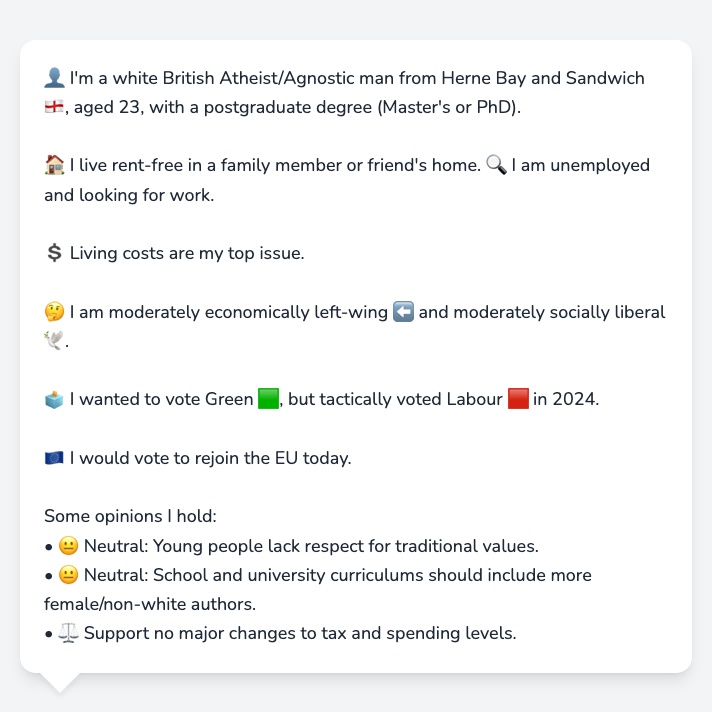 👤 I'm a white British Atheist/Agnostic man from Herne Bay and Sandwich
🏴󠁧󠁢󠁥󠁮󠁧󠁿, aged 23, with a postgraduate degree (Master's or PhD).
🏠 I live rent-free in a family member or friend's home. 🔍 I am unemployed
and looking for work.
💲 Living costs are my top issue.
🤔 I am moderately economically left-wing ⬅️ and moderately socially liberal
🕊️.
🗳️ I wanted to vote Green 🟩, but tactically voted Labour 🟥 in 2024.
🇪🇺 I would vote to rejoin the EU today.
Some opinions I hold:
• 😐 Neutral: Young people lack respect for traditional values.
• 😐 Neutral: School and university curriculums should include more
female/non-white authors.
• ⚖️ Support no major changes to tax and spending levels.